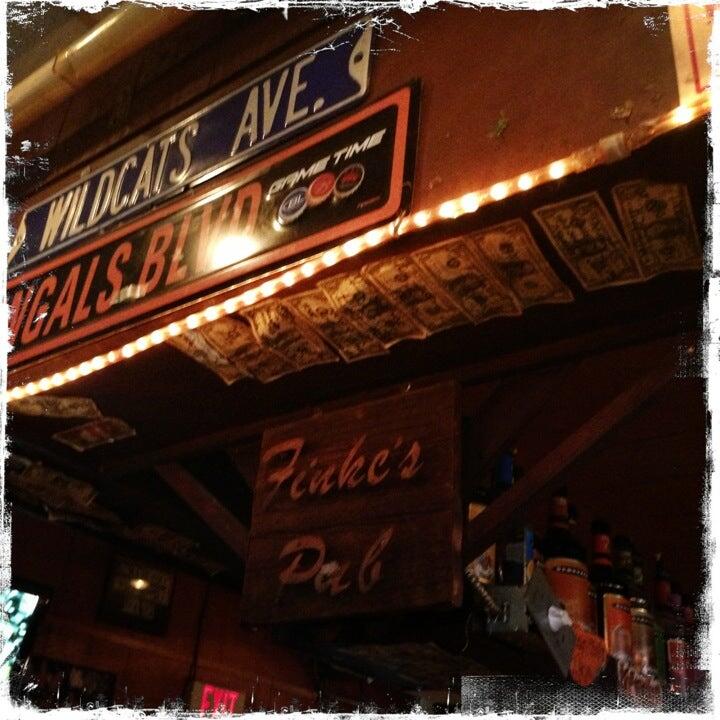 WILDCATS AVE.
NGALS BLVD
GAME TIME
Finke's
Pub
EXIT